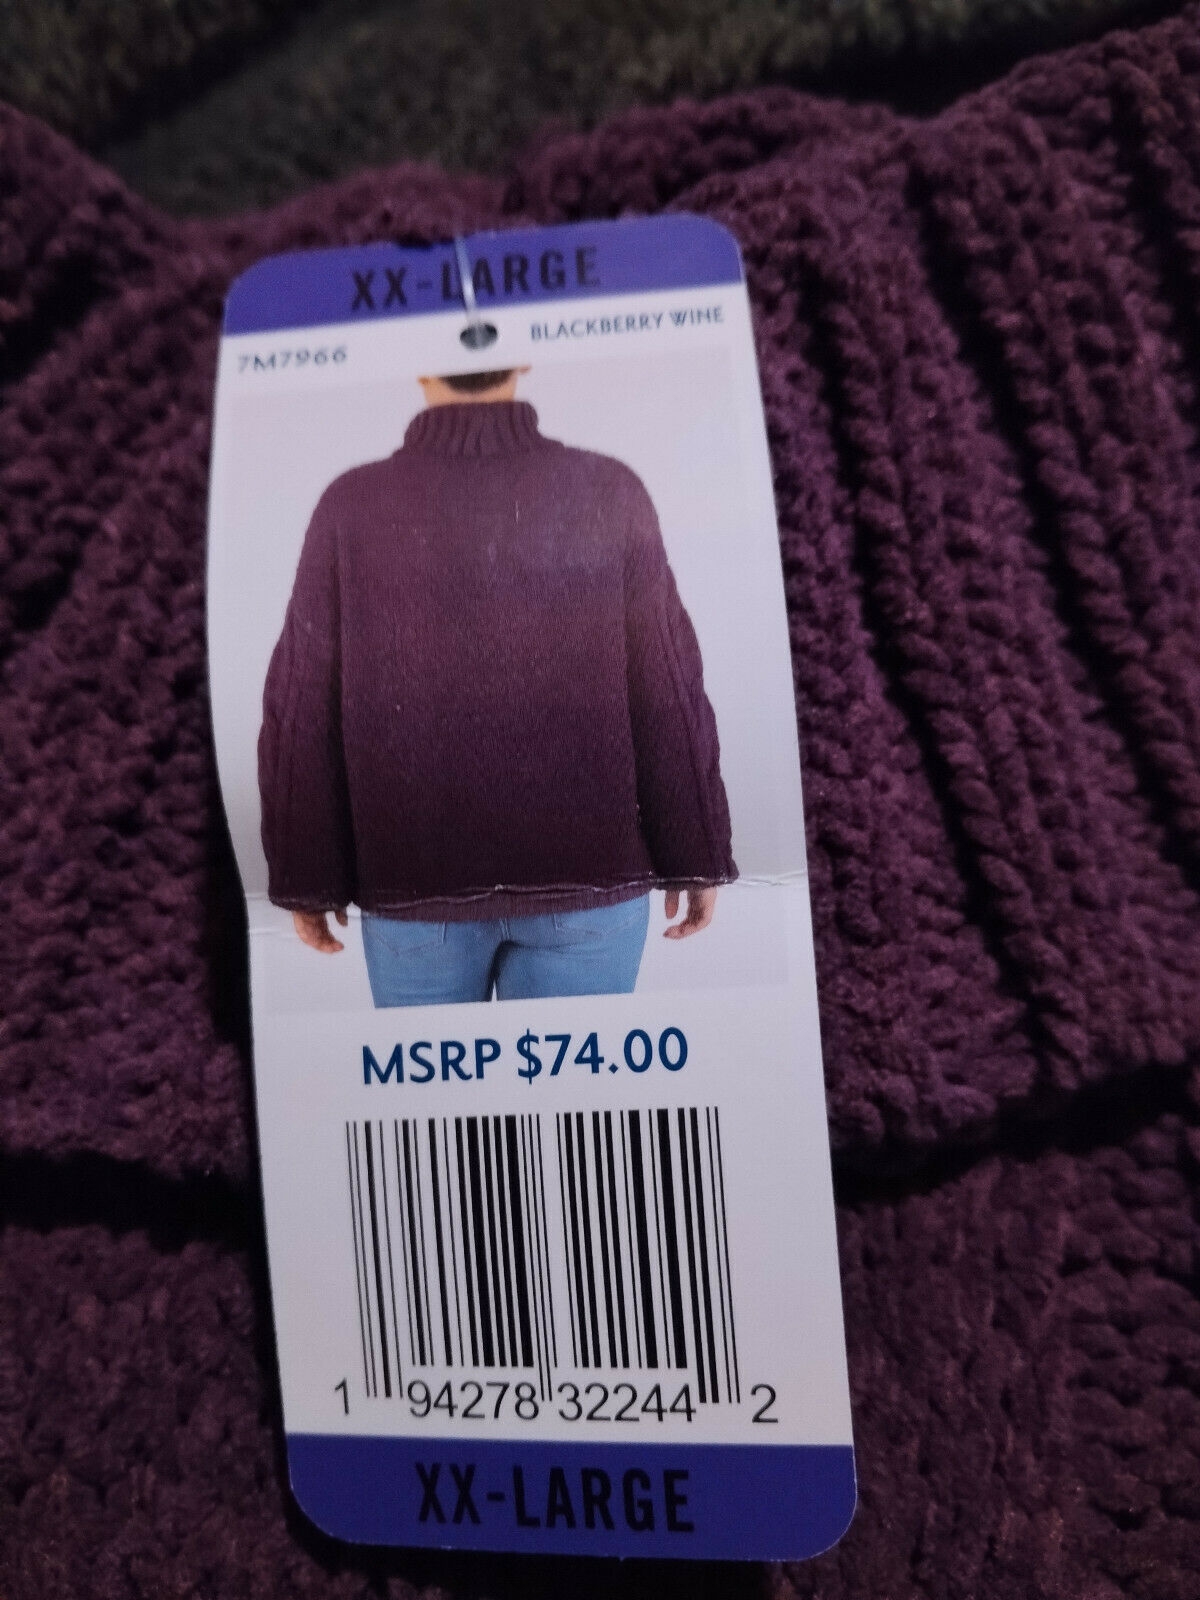 XX-LARGE
7M7966 BLACKBERRY WINE
MSRP $74.00
1 94278 32244 2
XX-LARGE